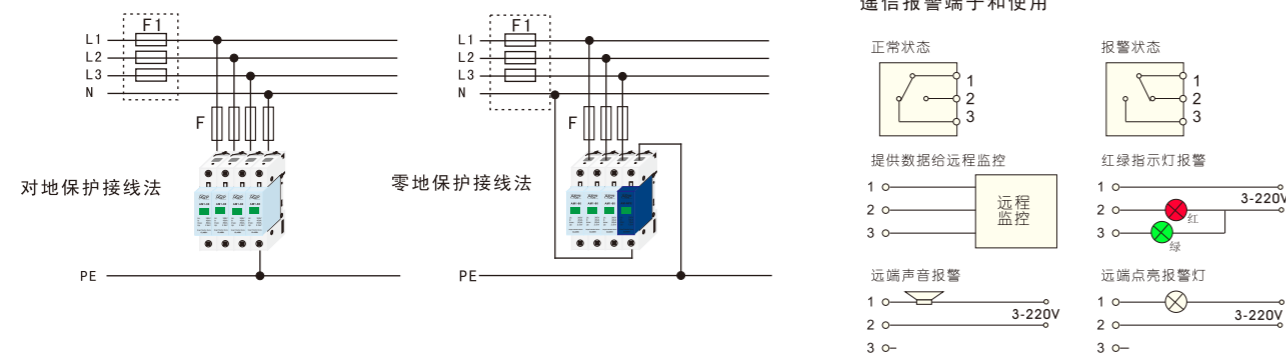 遥信报警端子和使用
F1
L1
L2
L3
N
F
对地保护接线法
PE
F1
L1
L2
L3
N
F
零地保护接线法
PE
正常状态
1
2
3
报警状态
1
2
3
提供数据给远程监控
1
2
3
远程
监控
红绿指示灯报警
1
2
3
红
绿
3-220V
远端声音报警
1
2
3
3-220V
远端点亮报警灯
1
2
3
3-220V